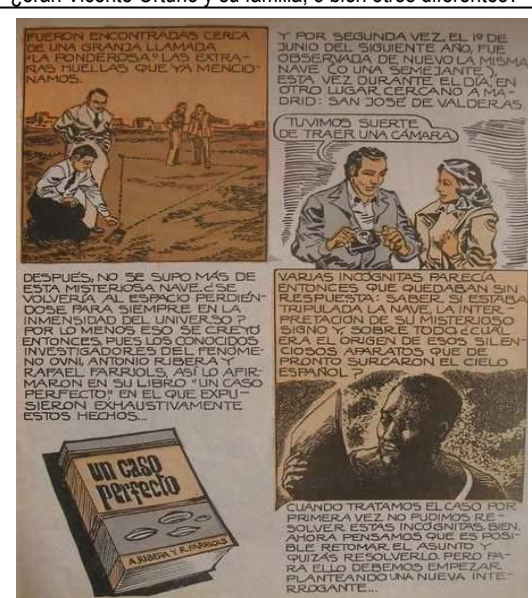 ¿Serán Vicente Ortuño y su familia, o bien otros diferentes?
FUERON ENCONTRADAS CERCA
DE UNA GRANJA LLAMADA
"LA PONDEROSA" LAS EXTRA-
ÑAS HUELLAS QUE YA MENCIO-
NAMOS.
Y POR SEGUNDA VEZ, EL 1º DE
JUNIO DEL SIGUIENTE AÑO, FUE
OBSERVADA DE NUEVO LA MISMA
NAVE (O UNA SEMEJANTE),
ESTA VEZ DURANTE EL DÍA, EN
OTRO LUGAR CERCANO A MA-
DRID: SAN JOSÉ DE VALDERAS.
TUVIMOS SUERTE
DE TRAER UNA CÁMARA.
DESPUÉS, NO SE SUPO MÁS DE
ESTA MISTERIOSA NAVE. ¿SE
VOLVERÍA AL ESPACIO PERDIÉN-
DOSE PARA SIEMPRE EN LA
INMENSIDAD DEL UNIVERSO?
POR LO MENOS ESO SE CREYÓ
ENTONCES, PUES LOS CONOCIDOS
INVESTIGADORES DEL FENÓME-
NO OVNI, ANTONIO RIBERA Y
RAFAEL FARRIOLS, ASÍ LO AFIR-
MARON EN SU LIBRO "UN CASO
PERFECTO", EN EL QUE EXPU-
SIERON EXHAUSTIVAMENTE
ESTOS HECHOS...
un caso
perfecto
A. RIBERA Y R. FARRIOLS
VARIAS INCÓGNITAS PARECÍA
ENTONCES QUE QUEDABAN SIN
RESPUESTA: SABER SI ESTABA
TRIPULADA LA NAVE, LA INTER-
PRETACIÓN DE SU MISTERIOSO
SIGNO Y, SOBRE TODO ¿CUÁL
ERA EL ORIGEN DE ESOS SILEN-
CIOSOS APARATOS QUE DE
PRONTO SURCARON EL CIELO
ESPAÑOL?
CUANDO TRATAMOS EL CASO POR
PRIMERA VEZ NO PUDIMOS RE-
SOLVER ESTAS INCÓGNITAS. BIEN.
AHORA PENSAMOS QUE ES POSI-
BLE RETOMAR EL ASUNTO Y
QUIZÁS RESOLVERLO. PERO PA-
RA ELLO DEBEMOS EMPEZAR
PLANTEANDO UNA NUEVA INTE-
RROGANTE...